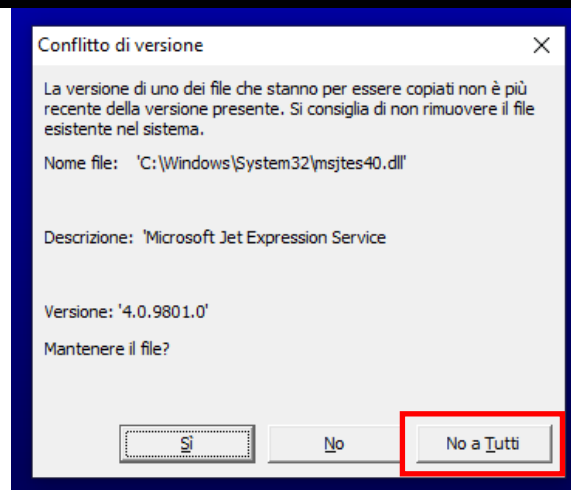 Conflitto di versione
La versione di uno dei file che stanno per essere copiati non è più
recente della versione presente. Si consiglia di non rimuovere il file
esistente nel sistema.
Nome file: 'C:\Windows\System32\msjtes40.dll'
Descrizione: 'Microsoft Jet Expression Service
Versione: '4.0.9801.0'
Mantenere il file?
Sì No No a Tutti